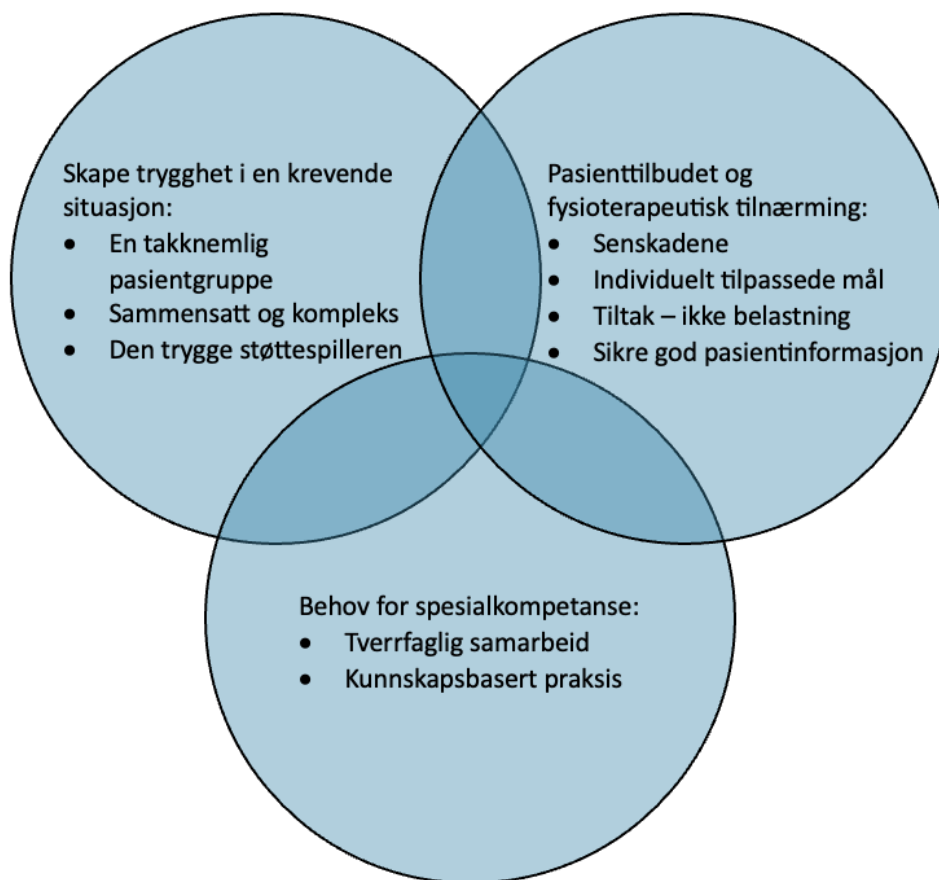 Skape trygghet i en krevende
situasjon:
• En takknemlig
pasientgruppe
• Sammensatt og kompleks
• Den trygge støttespilleren
Pasienttilbudet og
fysioterapeutisk tilnærming:
• Senskadene
• Individuelt tilpassede mål
• Tiltak – ikke belastning
• Sikre god pasientinformasjon
Behov for spesialkompetanse:
• Tverrfaglig samarbeid
• Kunnskapsbasert praksis